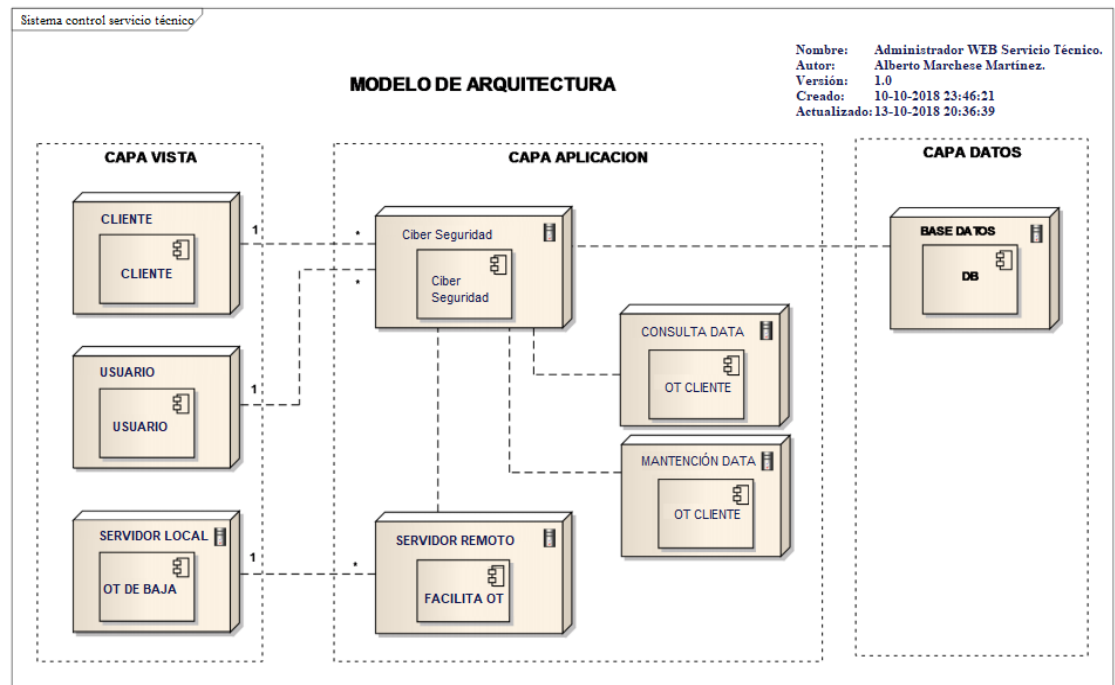 Sistema control servicio técnico
Nombre: Administrador WEB Servicio Técnico.
Autor: Alberto Marchese Martínez.
Versión: 1.0
Creado: 10-10-2018 23:46:21
Actualizado: 13-10-2018 20:36:39
MODELO DE ARQUITECTURA
CAPA VISTA
CLIENTE
CLIENTE
1
USUARIO
USUARIO
1
SERVIDOR LOCAL
OT DE BAJA
1
CAPA APLICACION
*
Ciber Seguridad
Ciber
Seguridad
*
CONSULTA DATA
OT CLIENTE
MANTENCIÓN DATA
OT CLIENTE
*
SERVIDOR REMOTO
FACILITA OT
CAPA DATOS
BASE DATOS
DB